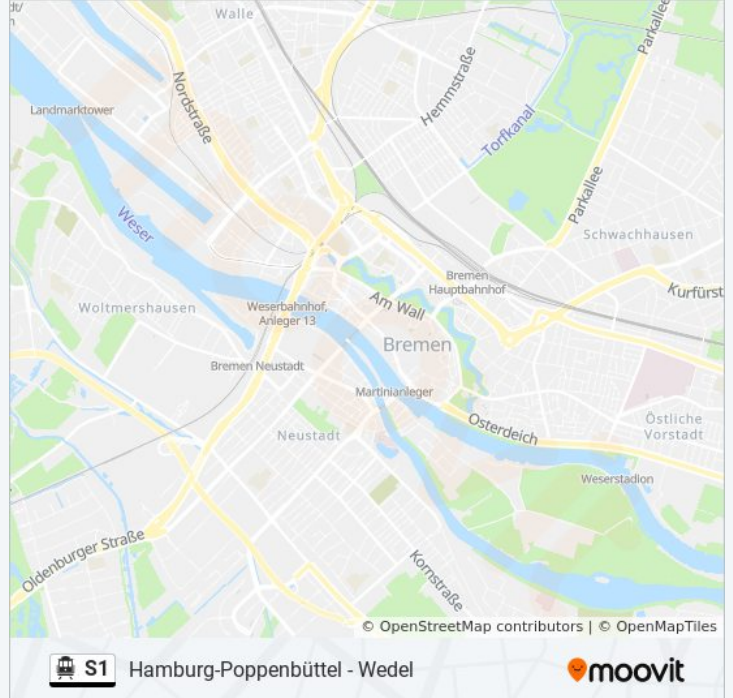 dt/
Walle
Parkallee
Nordstraße
Hemmstraße
Landmarktower
Torfkanal
Parkallee
Weser
Schwachhausen
Bremen
Hauptbahnhof
Kurfürst
Woltmershausen
Weserbahnhof,
Anleger 13
Am Wall
Bremen
Bremen Neustadt
Martinianleger
Neustadt
Osterdeich
Östliche
Vorstadt
Weserstadion
Oldenburger Straße
Kornstraße
© OpenStreetMap contributors | © OpenMapTiles
S1 Hamburg-Poppenbüttel - Wedel moovit